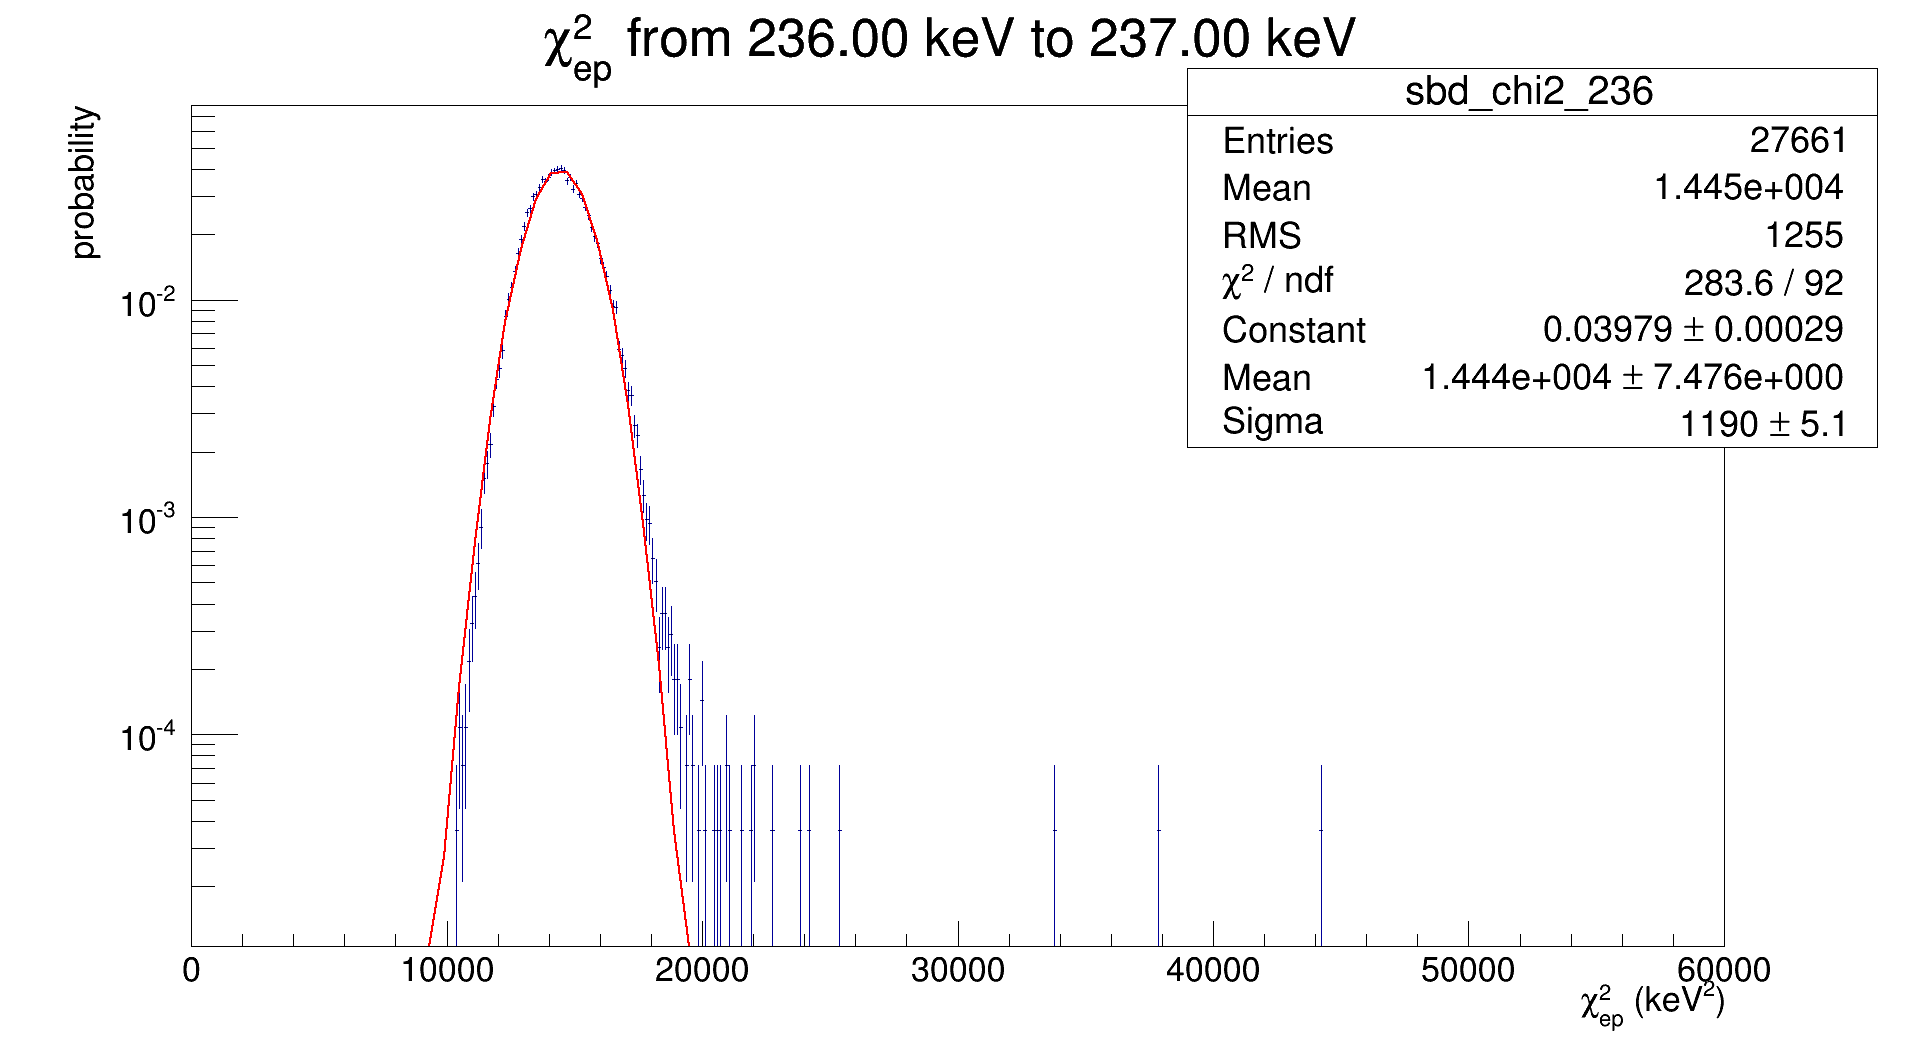 χ²ep from 236.00 keV to 237.00 keV
sbd_chi2_236
Entries 27661
Mean 1.445e+004
RMS 1255
χ² / ndf 283.6 / 92
Constant 0.03979 ± 0.00029
Mean 1.444e+004 ± 7.476e+000
Sigma 1190 ± 5.1
probability
10⁻²
10⁻³
10⁻⁴
0 10000 20000 30000 40000 50000 60000
χ²ep (keV²)